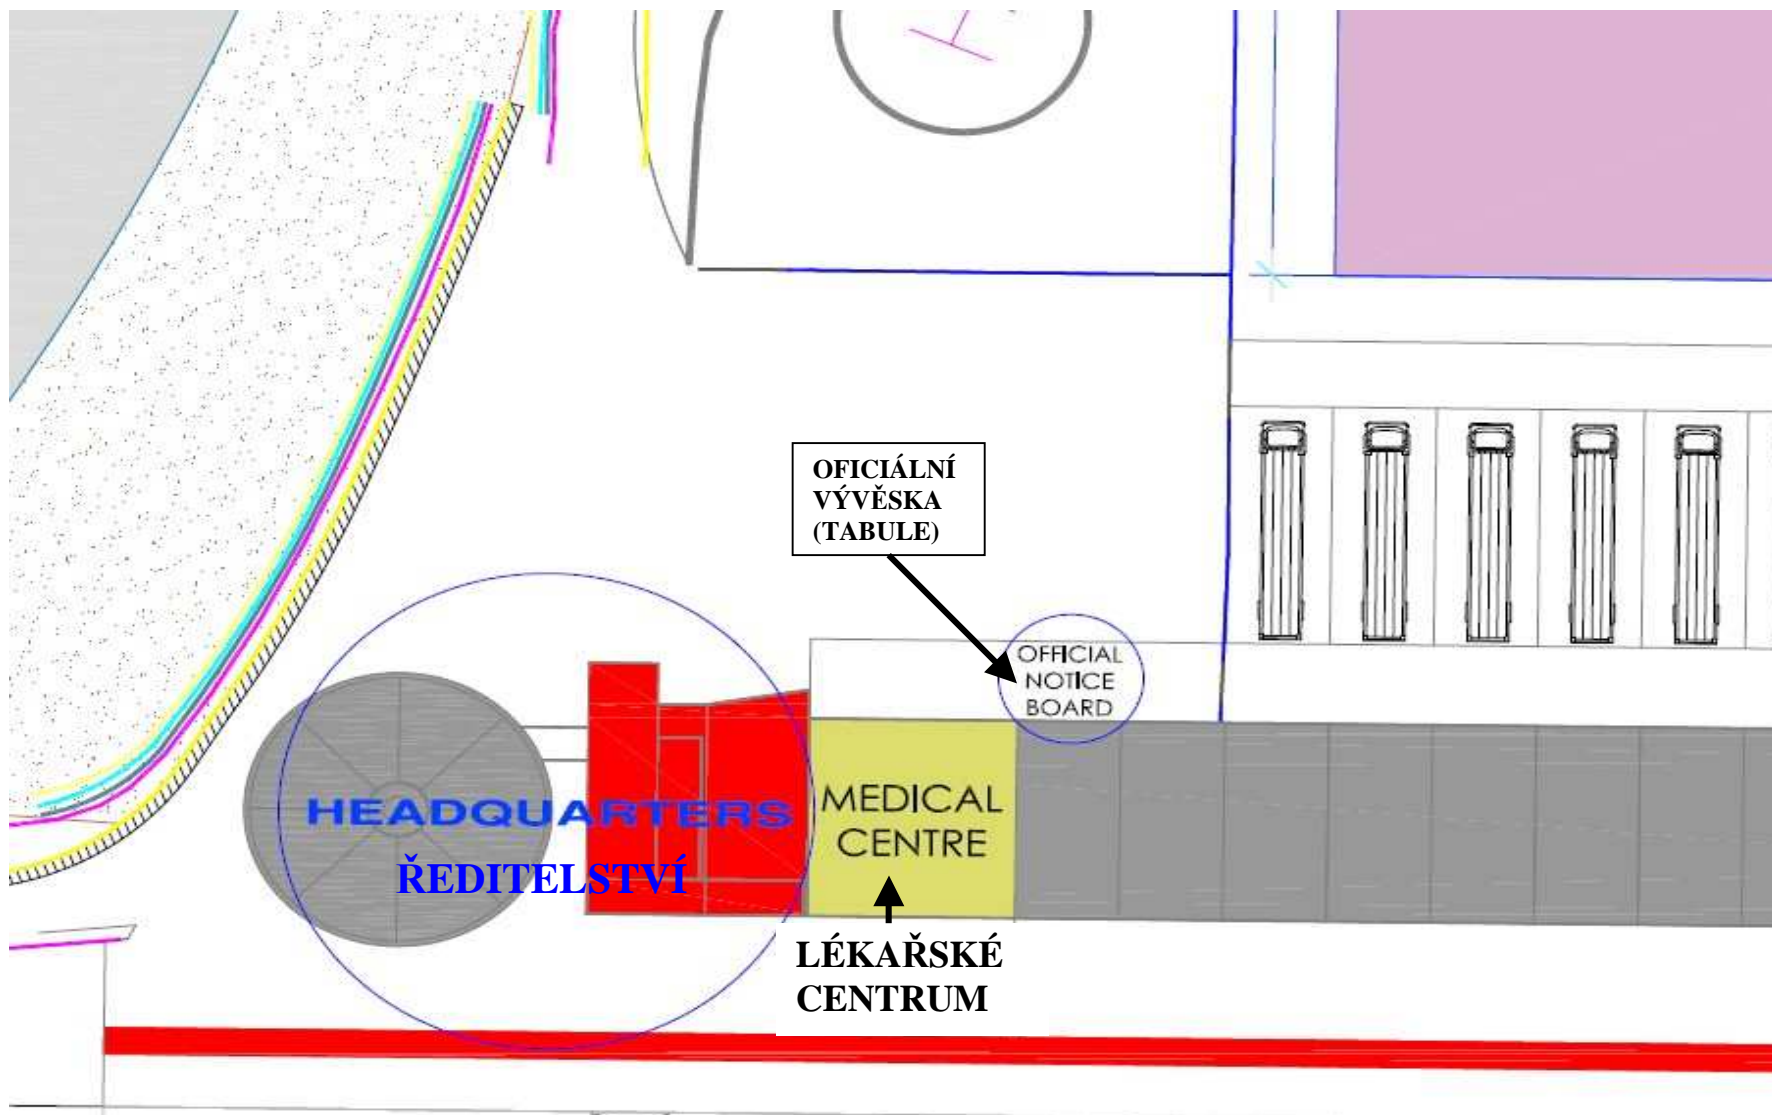 OFICIÁLNÍ
VÝVĚSKA
(TABULE)
OFFICIAL
NOTICE
BOARD
HEADQUARTERS
ŘEDITELSTVÍ
MEDICAL
CENTRE
LÉKAŘSKÉ
CENTRUM